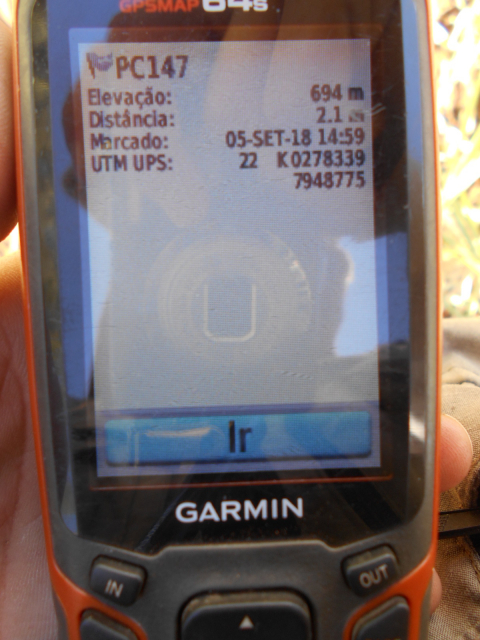 GPSMAP 64s
PC147
Elevação: 694 m
Distância: 2.1
Marcado: 05-SET-18 14:59
UTM UPS: 22 K 0278339
7948775
Ir
GARMIN
IN
OUT